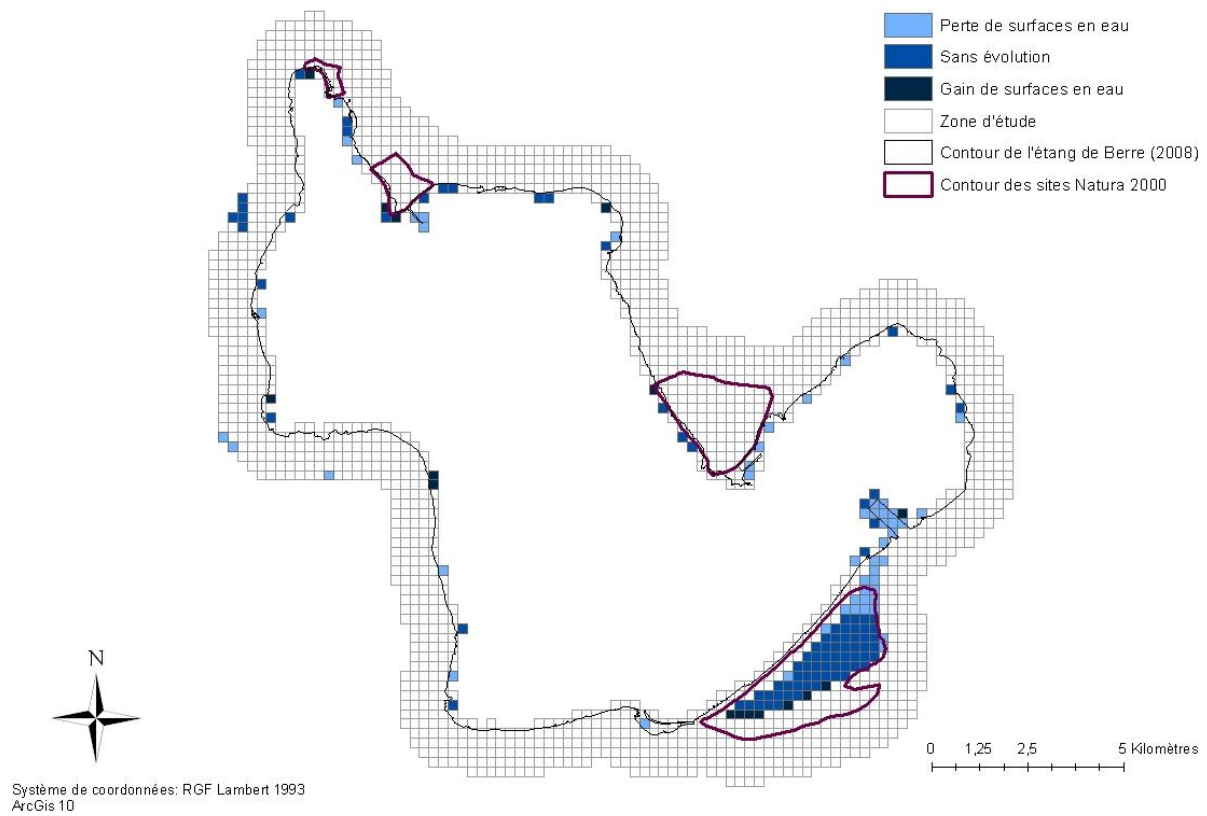 Perte de surfaces en eau
Sans évolution
Gain de surfaces en eau
Zone d'étude
Contour de l'étang de Berre (2008)
Contour des sites Natura 2000
N
0 1,25 2,5 5 Kilomètres
Système de coordonnées: RGF Lambert 1993
ArcGis 10